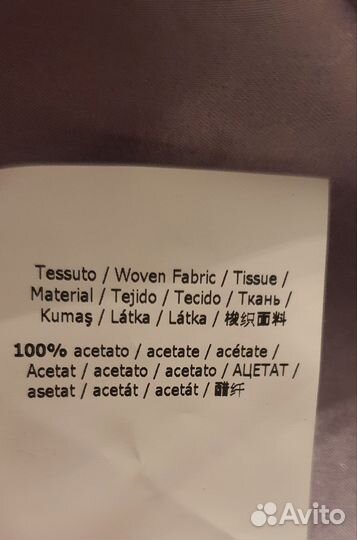 Tessuto / Woven Fabric / Tissue /
Material / Tejido / Tecido / Ткань /
Kumaş / Látka / Látka / 梭织面料
100% acetato / acetate / acétate /
Acetat / acetato / acetato / АЦЕТАТ /
asetat / acetát / acetát / 醋纤
Avito